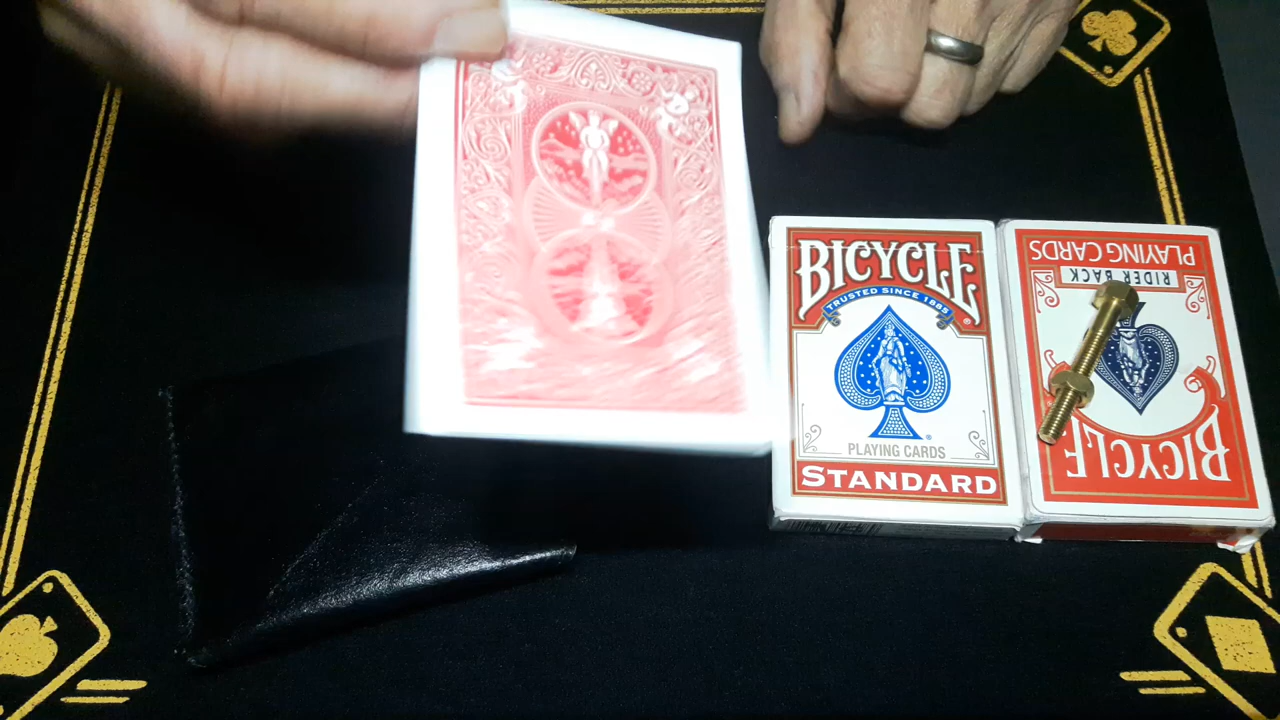 BICYCLE
TRUSTED SINCE 1885
®
®
PLAYING CARDS
STANDARD
PLAYING CARDS
RIDER BACK
BICYCLE